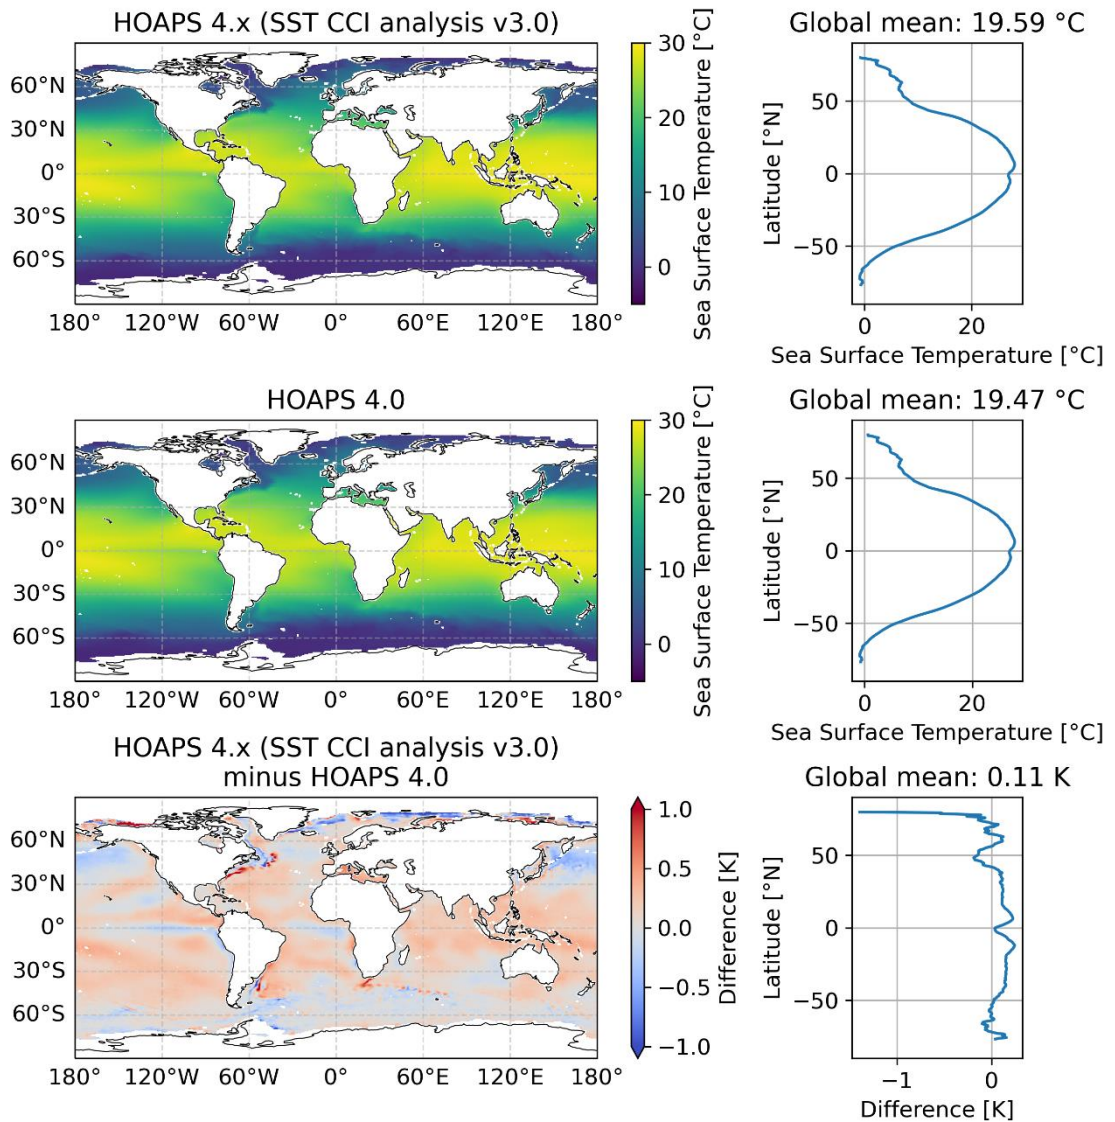 HOAPS 4.x (SST CCI analysis v3.0)
60°N
30°N
0°
30°S
60°S
180° 120°W 60°W 0° 60°E 120°E 180°
30
20
10
0
Sea Surface Temperature [°C]
Global mean: 19.59 °C
50
0
−50
Latitude [°N]
0 20
Sea Surface Temperature [°C]
HOAPS 4.0
60°N
30°N
0°
30°S
60°S
180° 120°W 60°W 0° 60°E 120°E 180°
30
20
10
0
Sea Surface Temperature [°C]
Global mean: 19.47 °C
50
0
−50
Latitude [°N]
0 20
Sea Surface Temperature [°C]
HOAPS 4.x (SST CCI analysis v3.0)
minus HOAPS 4.0
60°N
30°N
0°
30°S
60°S
180° 120°W 60°W 0° 60°E 120°E 180°
1.0
0.5
0.0
−0.5
−1.0
Difference [K]
Global mean: 0.11 K
50
0
−50
Latitude [°N]
−1 0
Difference [K]